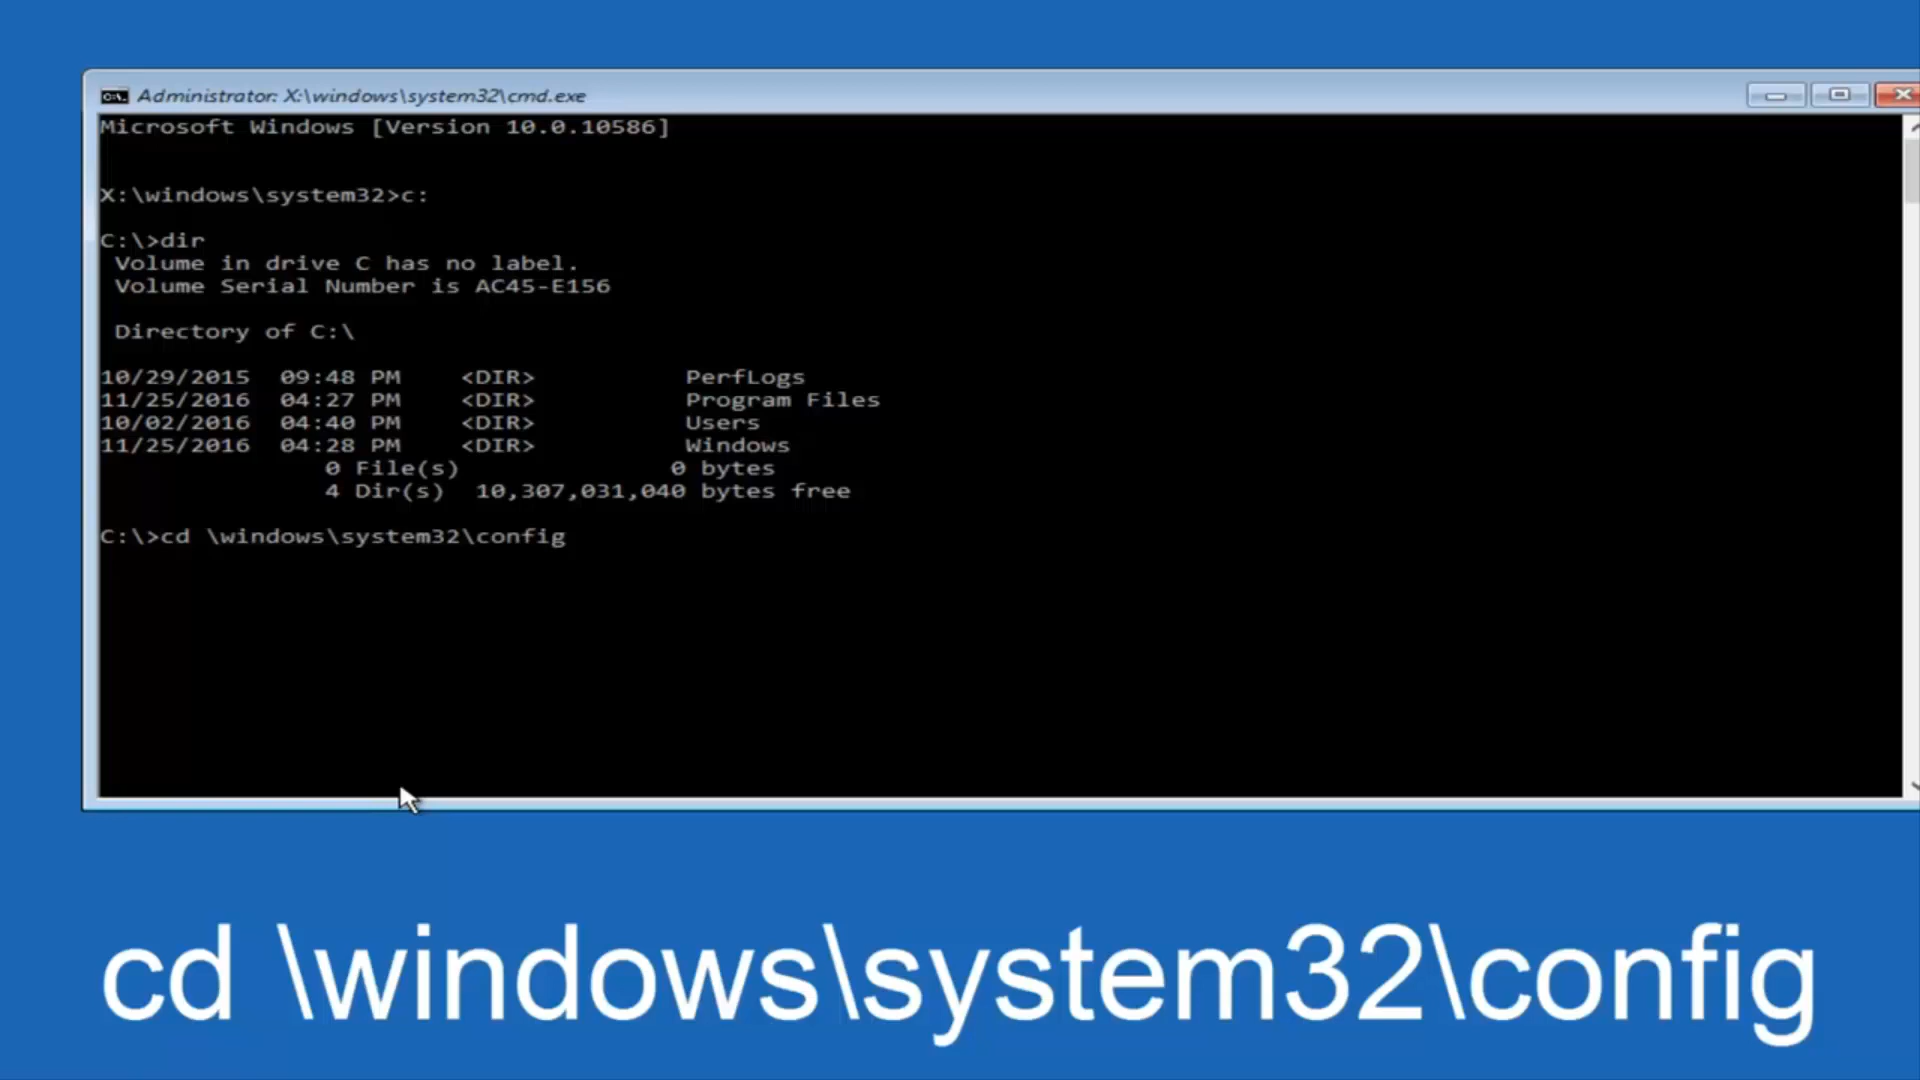 Administrator: X:\windows\system32\cmd.exe
Microsoft Windows [Version 10.0.10586]
X:\windows\system32>c:
C:\>dir
Volume in drive C has no label.
Volume Serial Number is AC45-E156
Directory of C:\
10/29/2015  09:48 PM    <DIR>          PerfLogs
11/25/2016  04:27 PM    <DIR>          Program Files
10/02/2016  04:40 PM    <DIR>          Users
11/25/2016  04:28 PM    <DIR>          Windows
0 File(s)              0 bytes
4 Dir(s)  10,307,031,040 bytes free
C:\>cd \windows\system32\config
cd \windows\system32\config